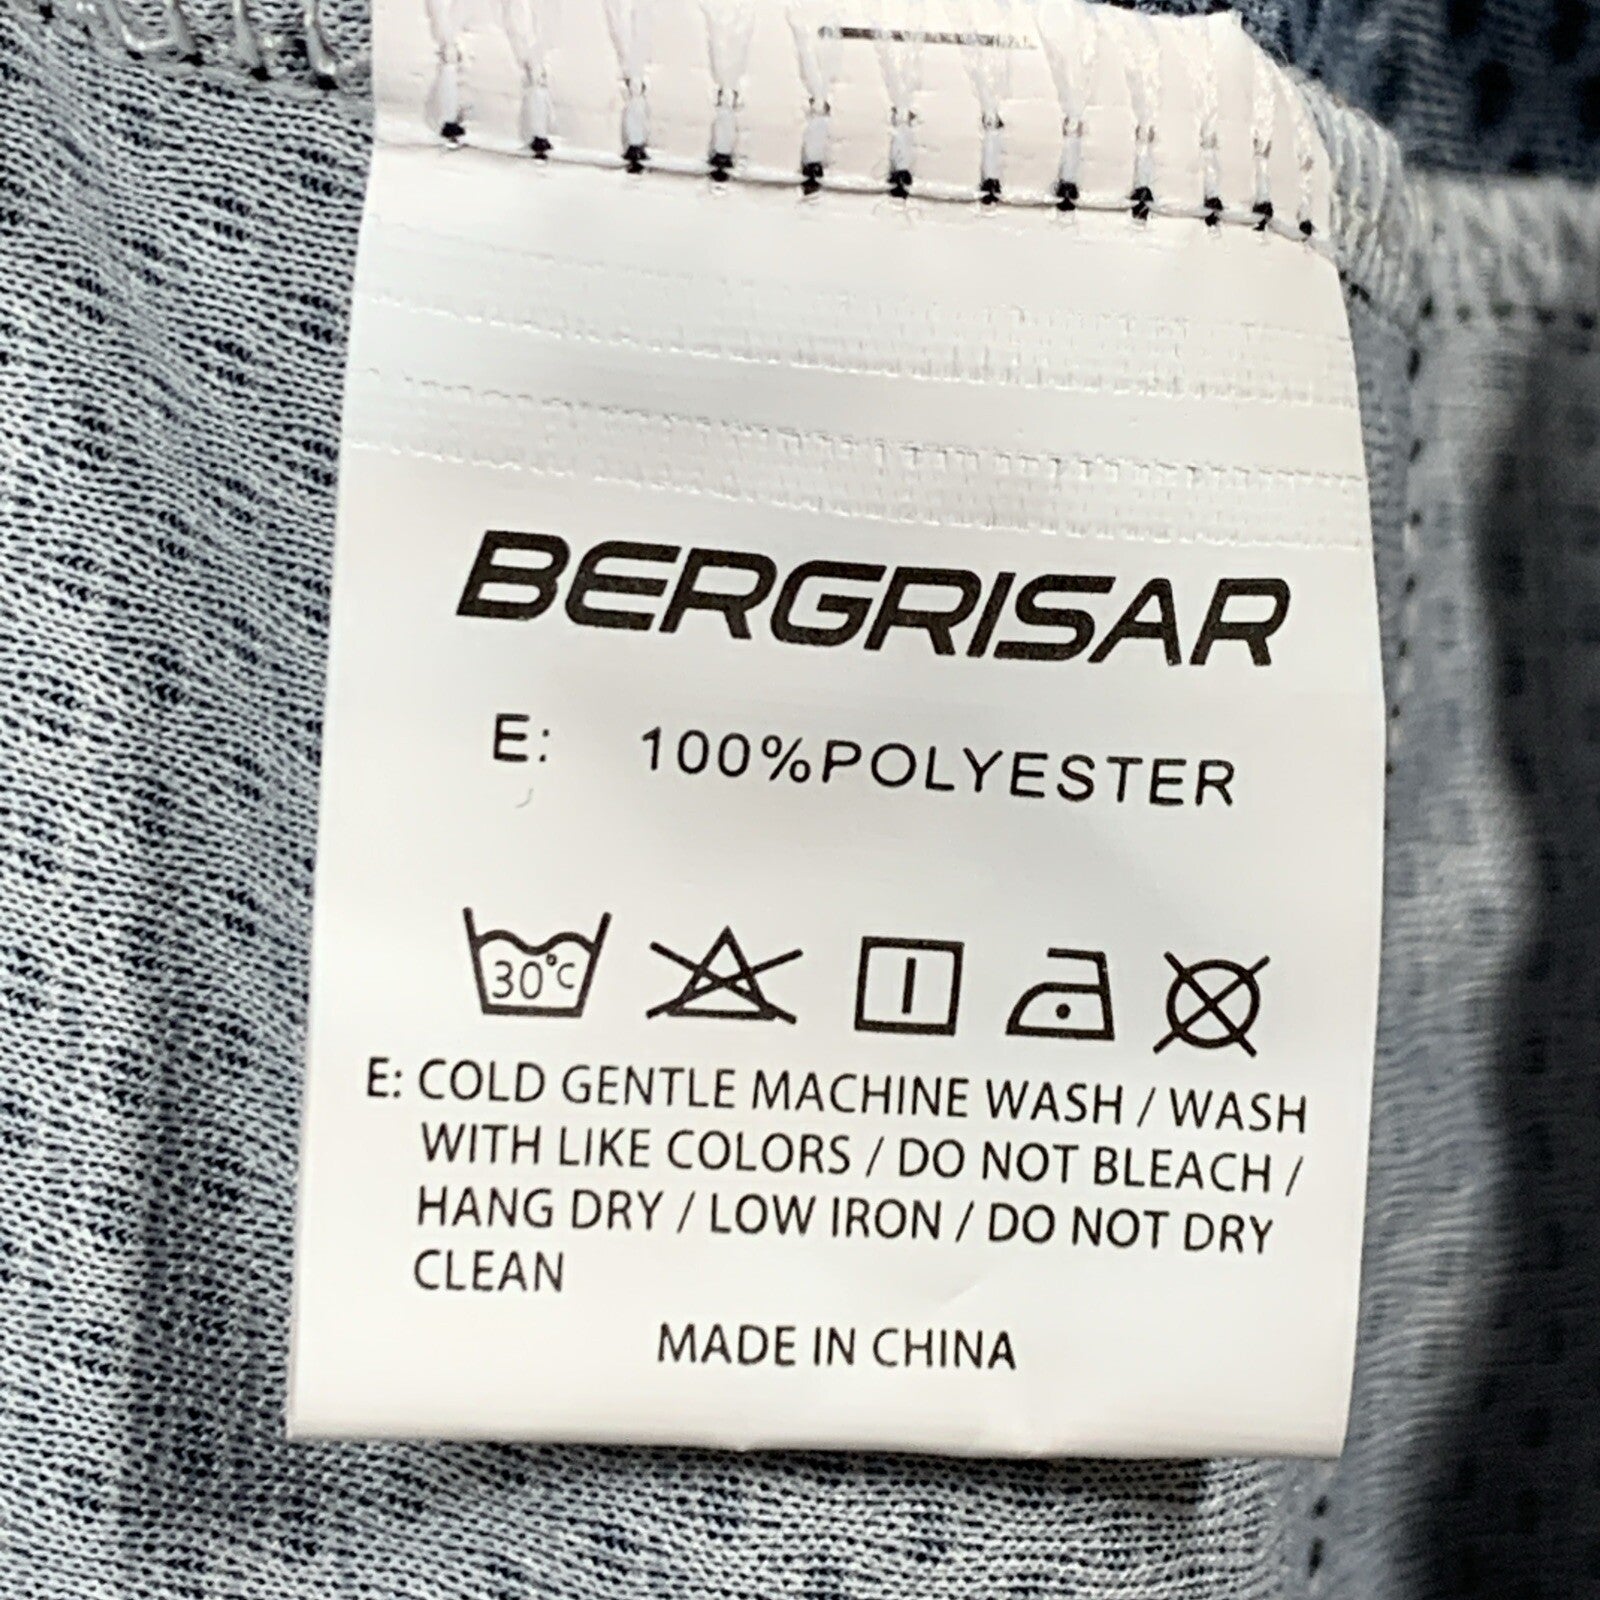 BERGRISAR
E: 100%POLYESTER
30°C
E: COLD GENTLE MACHINE WASH / WASH
WITH LIKE COLORS / DO NOT BLEACH /
HANG DRY / LOW IRON / DO NOT DRY
CLEAN
MADE IN CHINA